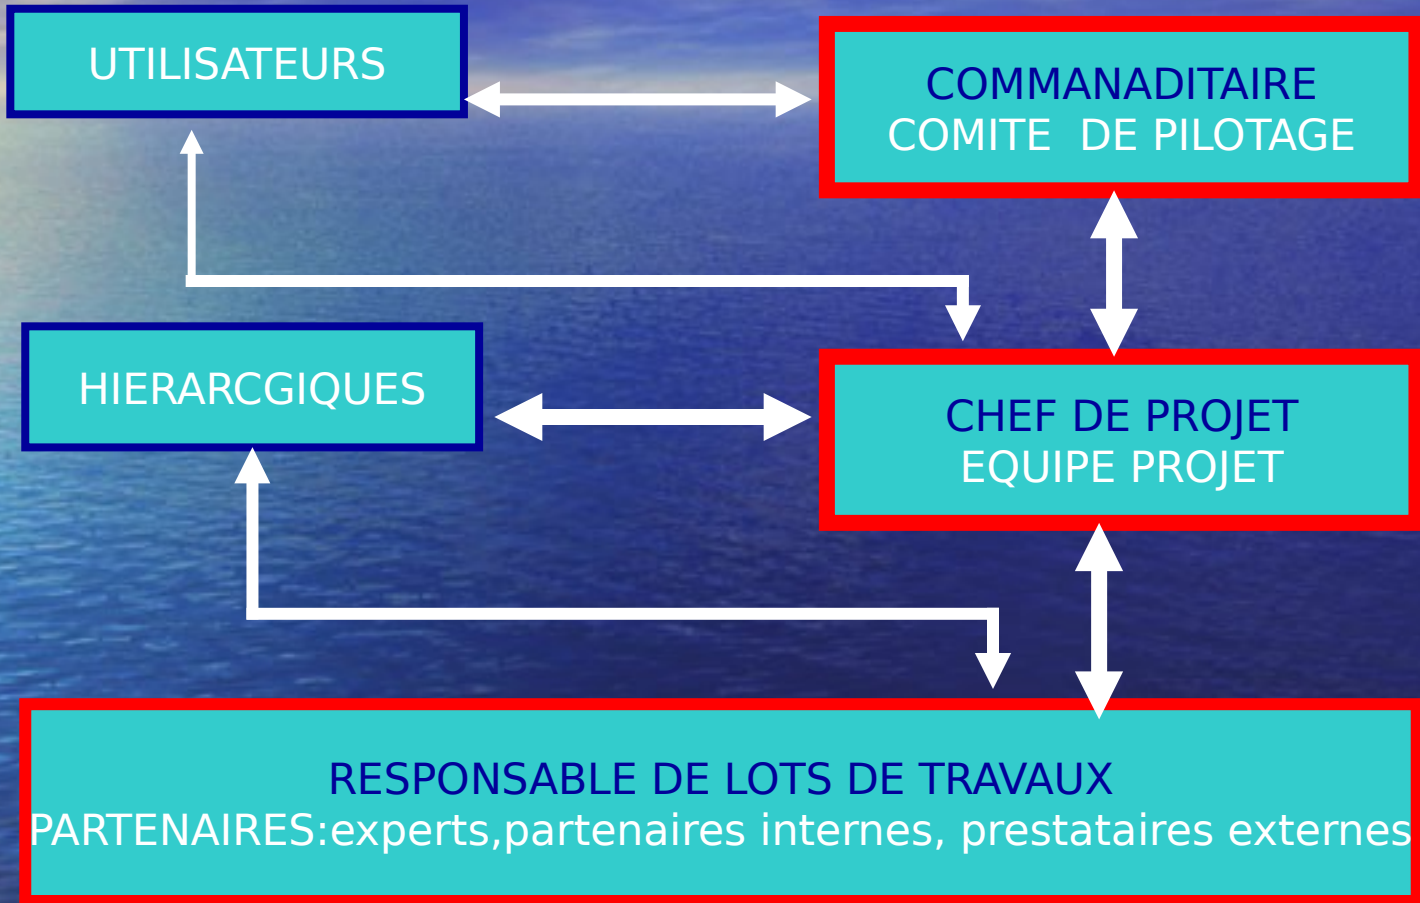 UTILISATEURS
COMMANADITAIRE
COMITE  DE PILOTAGE
HIERARCGIQUES
CHEF DE PROJET
EQUIPE PROJET
RESPONSABLE DE LOTS DE TRAVAUX
PARTENAIRES:experts,partenaires internes, prestataires externes